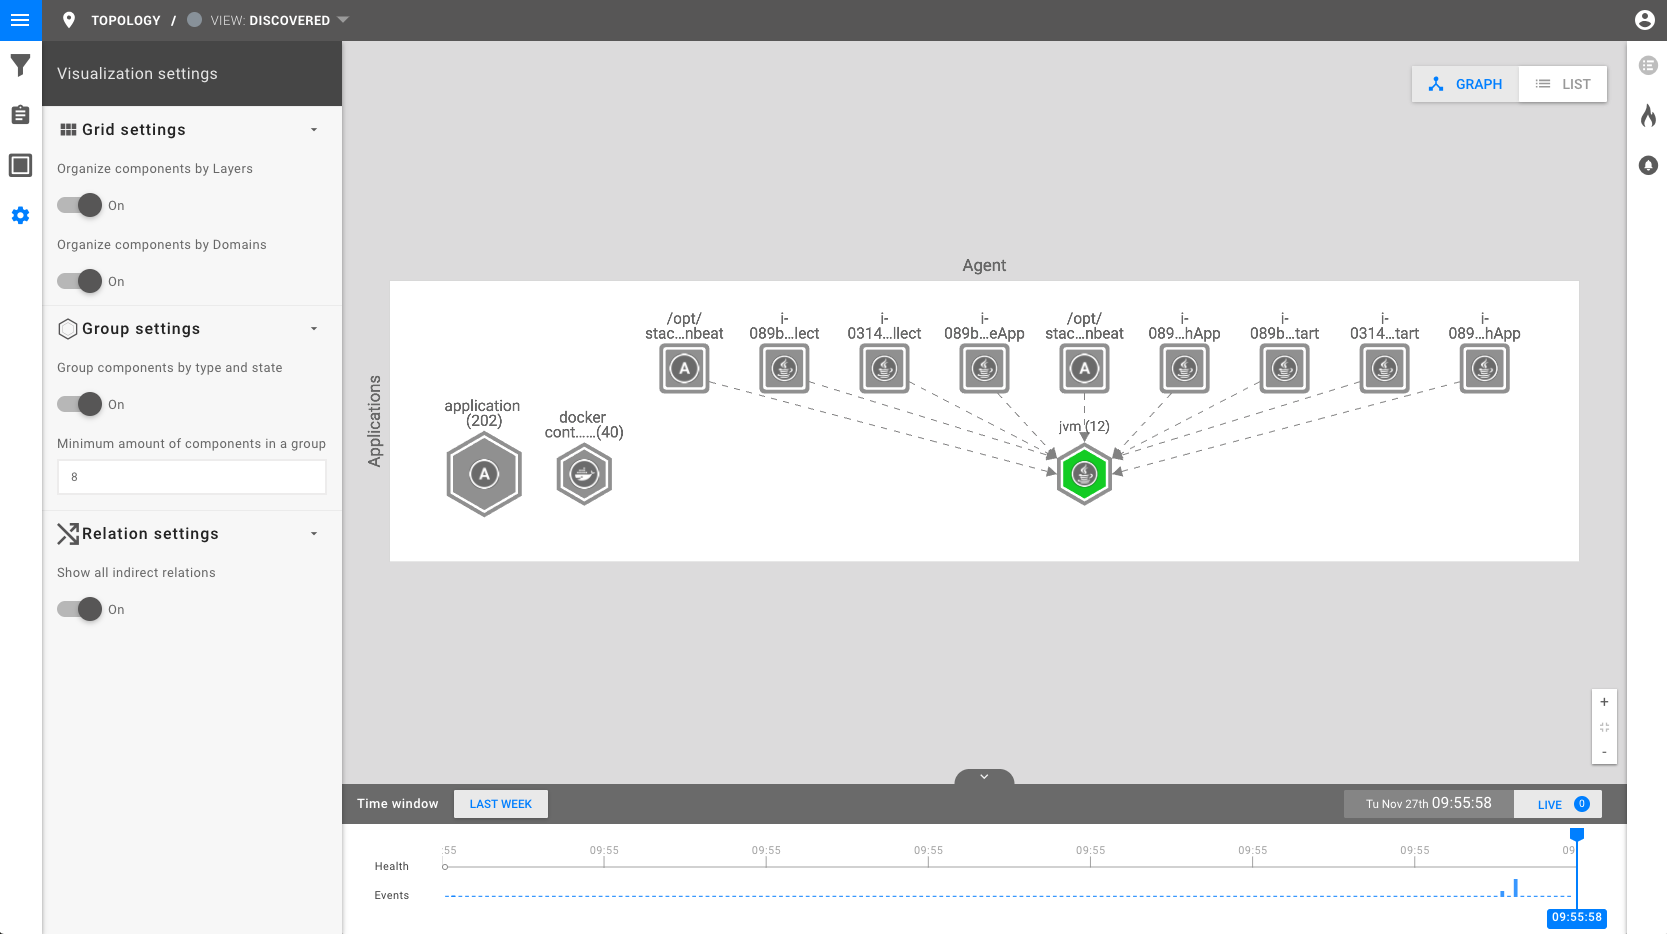 TOPOLOGY / VIEW: DISCOVERED
Visualization settings
GRAPH
LIST
Grid settings
Organize components by Layers
On
Organize components by Domains
On
Group settings
Group components by type and state
On
Minimum amount of components in a group
8
Relation settings
Show all indirect relations
On
Agent
Applications
application
(202)
docker
cont......(40)
/opt/
stac...nbeat
A
i-
089b...lect
i-
0314...llect
i-
089b...eApp
/opt/
stac...nbeat
A
i-
089...hApp
i-
089b...tart
i-
0314...tart
i-
089...hApp
A
jvm (12)
+
-
Time window
LAST WEEK
Tu Nov 27th 09:55:58
LIVE 0
:55 09:55 09:55 09:55 09:55 09:55 09:55 09
Health
Events
09:55:58